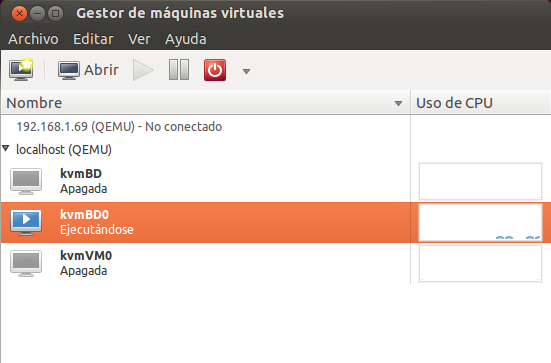 Gestor de máquinas virtuales
Archivo Editar Ver Ayuda
Abrir
Nombre Uso de CPU
192.168.1.69 (QEMU) - No conectado
localhost (QEMU)
kvmBD
Apagada
kvmBD0
Ejecutándose
kvmVM0
Apagada